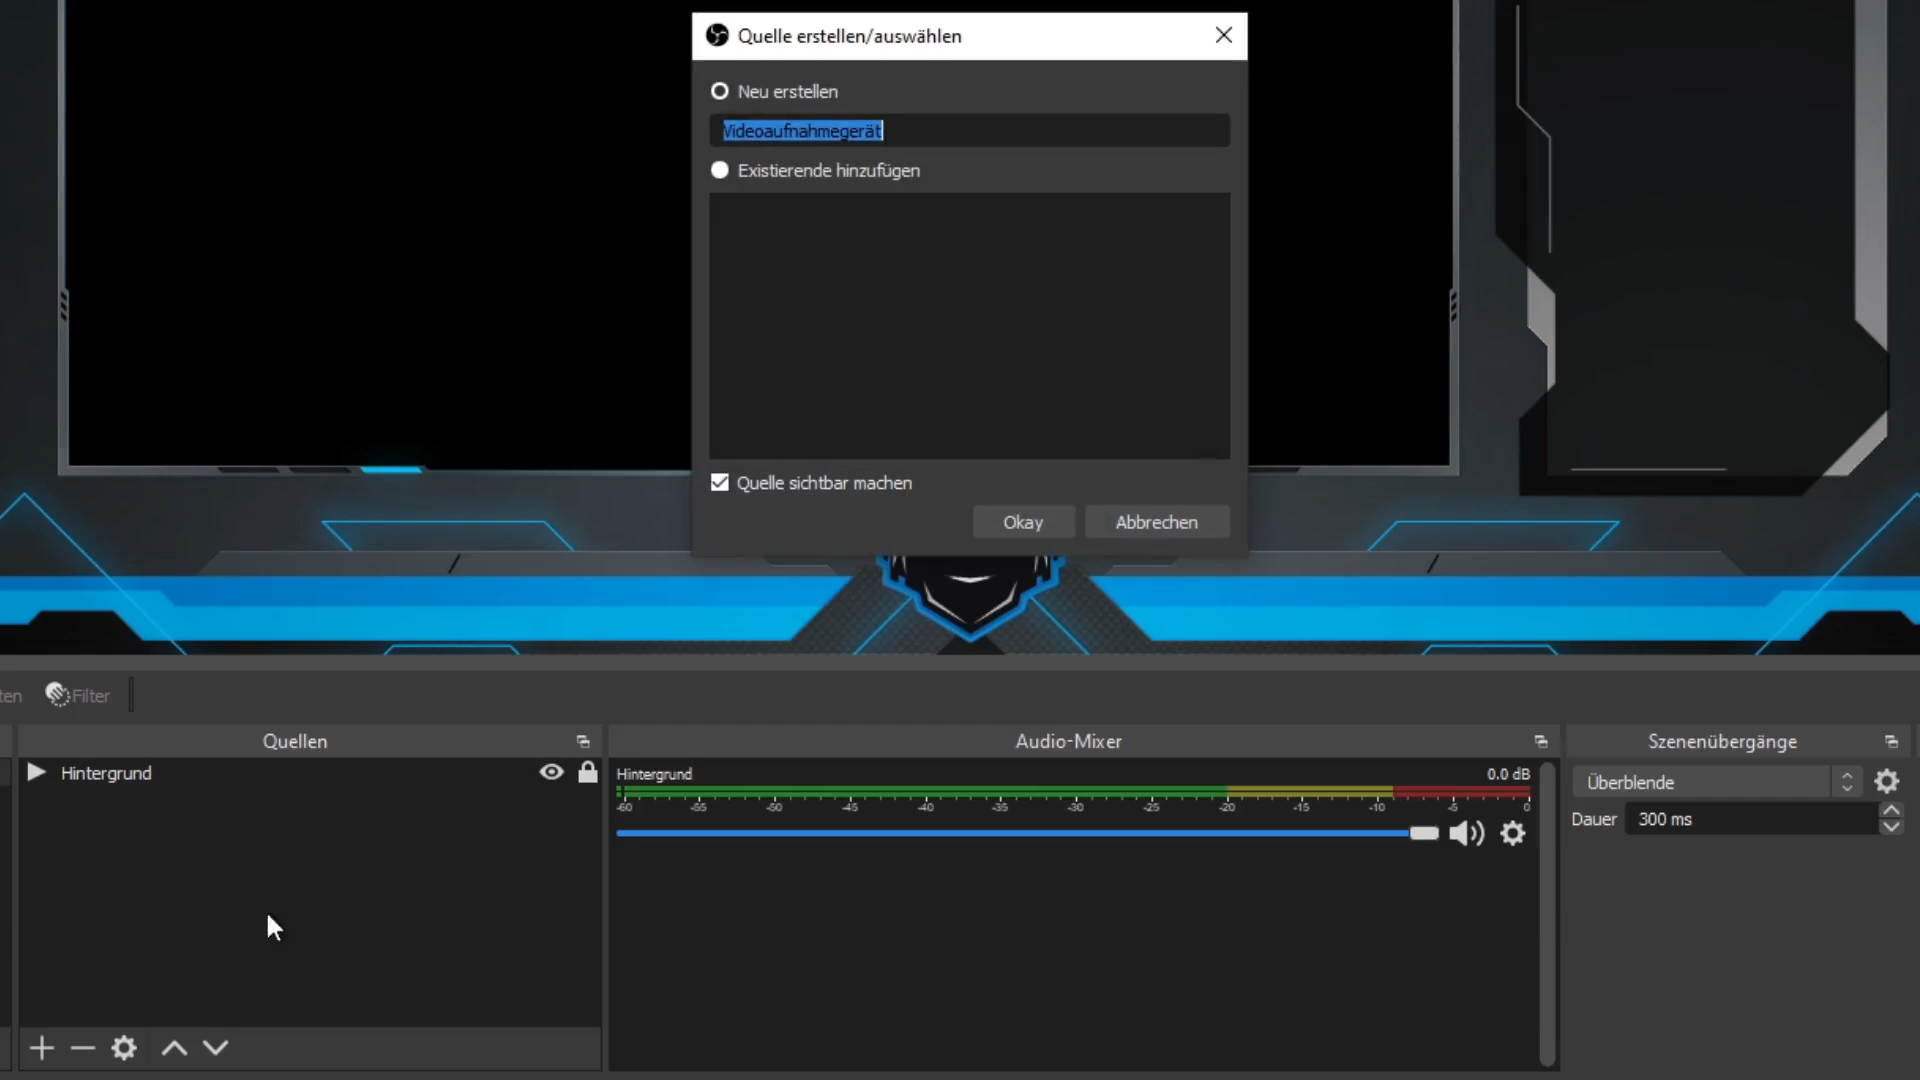 Quelle erstellen/auswählen
Neu erstellen
Videoaufnahmegerät
Existierende hinzufügen
Quelle sichtbar machen
Okay
Abbrechen
ten
Filter
Quellen
Audio-Mixer
Szenenübergänge
Hintergrund
Hintergrund
0.0 dB
-60 -55 -50 -45 -40 -35 -30 -25 -20 -15 -10 -5 0
Überblende
Dauer
300 ms